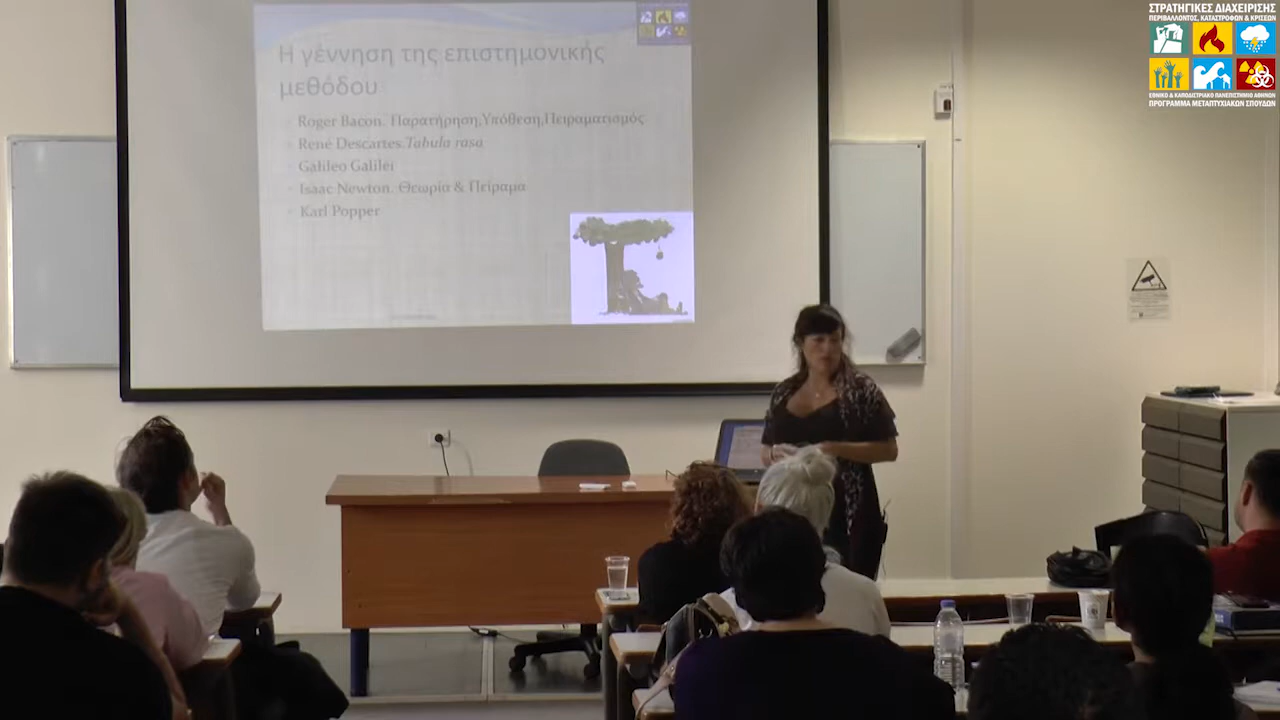 ΣΤΡΑΤΗΓΙΚΕΣ ΔΙΑΧΕΙΡΙΣΗΣ
ΠΕΡΙΒΑΛΛΟΝΤΟΣ, ΚΑΤΑΣΤΡΟΦΩΝ & ΚΡΙΣΕΩΝ
ΕΘΝΙΚΟ & ΚΑΠΟΔΙΣΤΡΙΑΚΟ ΠΑΝΕΠΙΣΤΗΜΙΟ ΑΘΗΝΩΝ
ΠΡΟΓΡΑΜΜΑ ΜΕΤΑΠΤΥΧΙΑΚΩΝ ΣΠΟΥΔΩΝ
Η γέννηση της επιστημονικής
μεθόδου
Roger Bacon. Παρατήρηση,Υπόθεση,Πειραματισμός
René Descartes.Tabula rasa
Galileo Galilei
Isaac Newton. Θεωρία & Πείραμα
Karl Popper